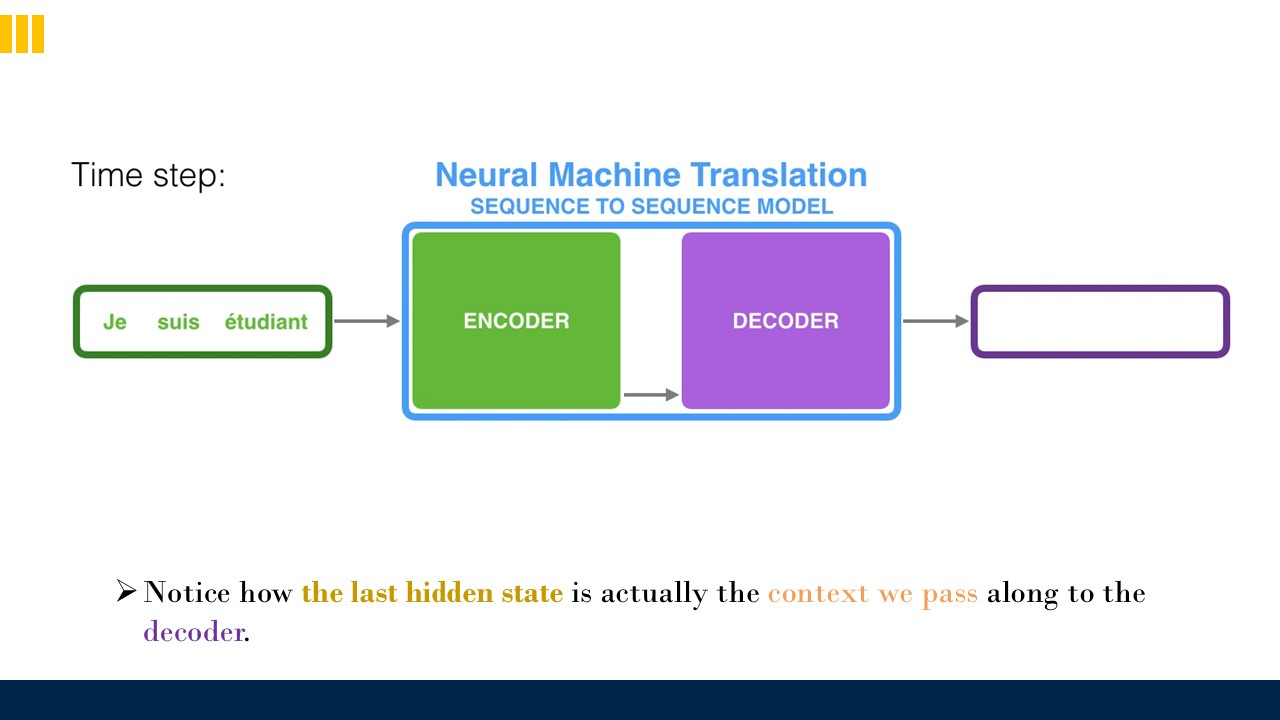 Time step:
Neural Machine Translation
SEQUENCE TO SEQUENCE MODEL
Je suis étudiant
ENCODER
DECODER
➢ Notice how the last hidden state is actually the context we pass along to the
decoder.